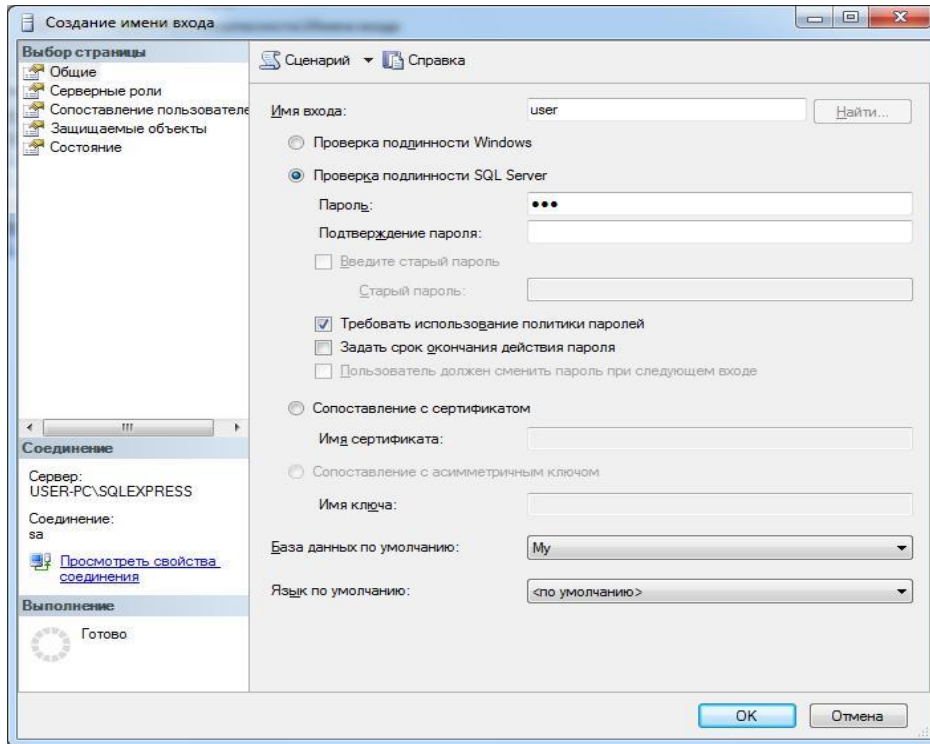 Создание имени входа
Выбор страницы
Общие
Серверные роли
Сопоставление пользователе
Защищаемые объекты
Состояние
Сценарий
Справка
Имя входа:
user
Найти...
Проверка подлинности Windows
Проверка подлинности SQL Server
Пароль:
•••
Подтверждение пароля:
Введите старый пароль
Старый пароль:
Требовать использование политики паролей
Задать срок окончания действия пароля
Пользователь должен сменить пароль при следующем входе
Сопоставление с сертификатом
Имя сертификата:
Сопоставление с асимметричным ключом
Имя ключа:
База данных по умолчанию:
My
Язык по умолчанию:
<по умолчанию>
Соединение
Сервер:
USER-PC\SQLEXPRESS
Соединение:
sa
Просмотреть свойства
соединения
Выполнение
Готово
OK
Отмена